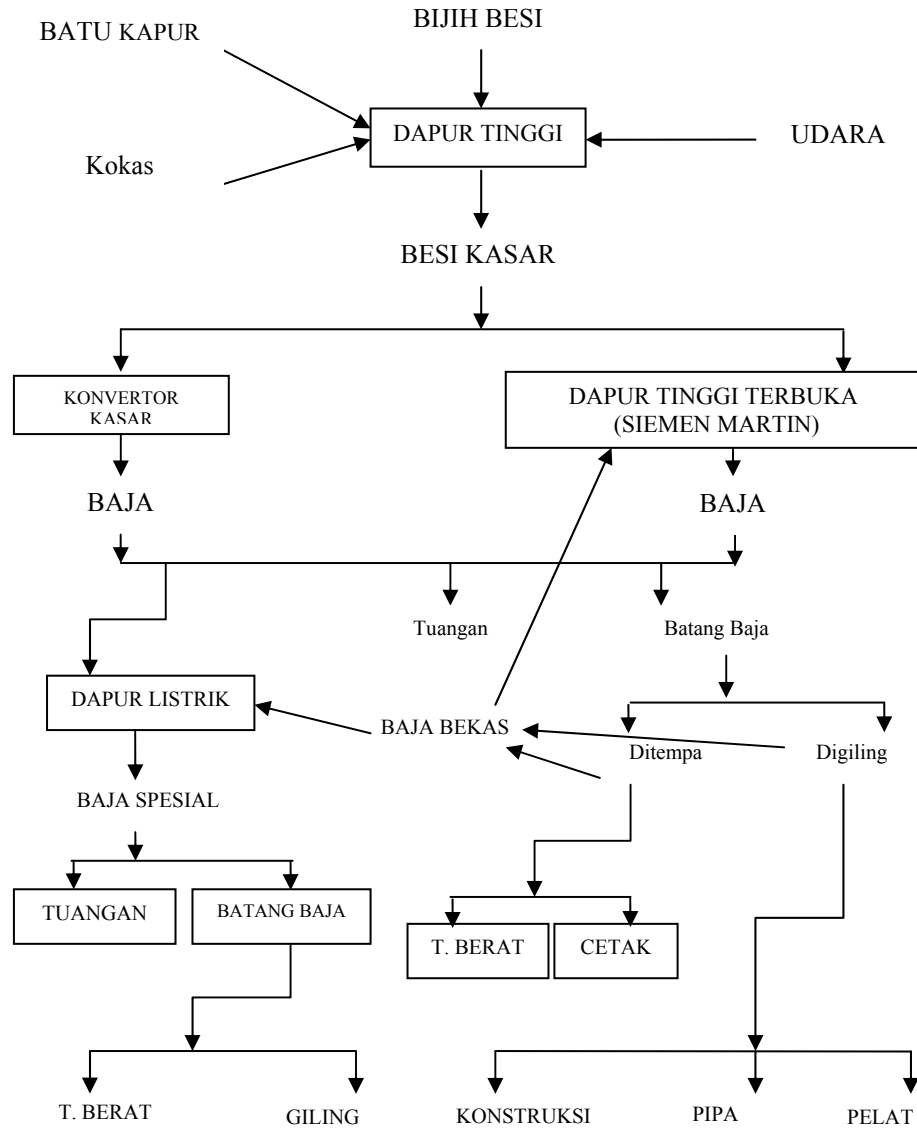 BATU KAPUR
BIJIH BESI
DAPUR TINGGI
UDARA
Kokas
BESI KASAR
KONVERTOR
KASAR
DAPUR TINGGI TERBUKA
(SIEMEN MARTIN)
BAJA
BAJA
Tuangan
Batang Baja
DAPUR LISTRIK
BAJA BEKAS
Ditempa
Digiling
BAJA SPESIAL
TUANGAN
BATANG BAJA
T. BERAT
CETAK
T. BERAT
GILING
KONSTRUKSI
PIPA
PELAT